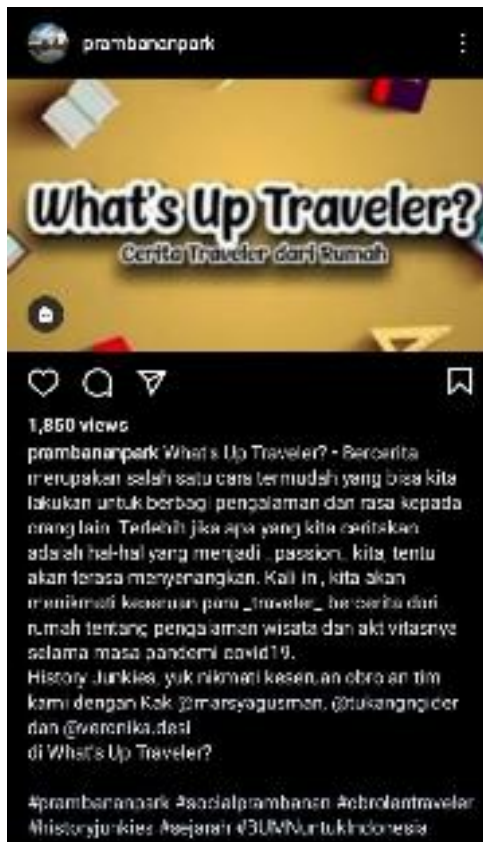 prambananpark
What's Up Traveler?
Cerita Traveler dari Rumah
1,850 views
prambananpark What's Up Traveler? - Bercerita
merupakan salah satu cara termudah yang bisa kita
lakukan untuk berbagi pengalaman dan rasa kepada
orang lain. Terlebih jika apa yang kita ceritakan
adalah hal-hal yang menjadi _passion_ kita, tentu
akan terasa menyenangkan. Kali ini, kita akan
menikmati keseruan para _traveler_ bercerita dari
rumah tentang pengalaman wisata dan aktivitasnya
selama masa pandemi covid19.
History Junkies, yuk nikmati keseruan obrolan tim
kami dengan Kak @marsyagusman, @tukangngider
dan @veronika.desi
di What's Up Traveler?
#prambananpark #socialprambanan #obrolantraveler
#historyjunkies #sejarah #BUMNuntukIndonesia